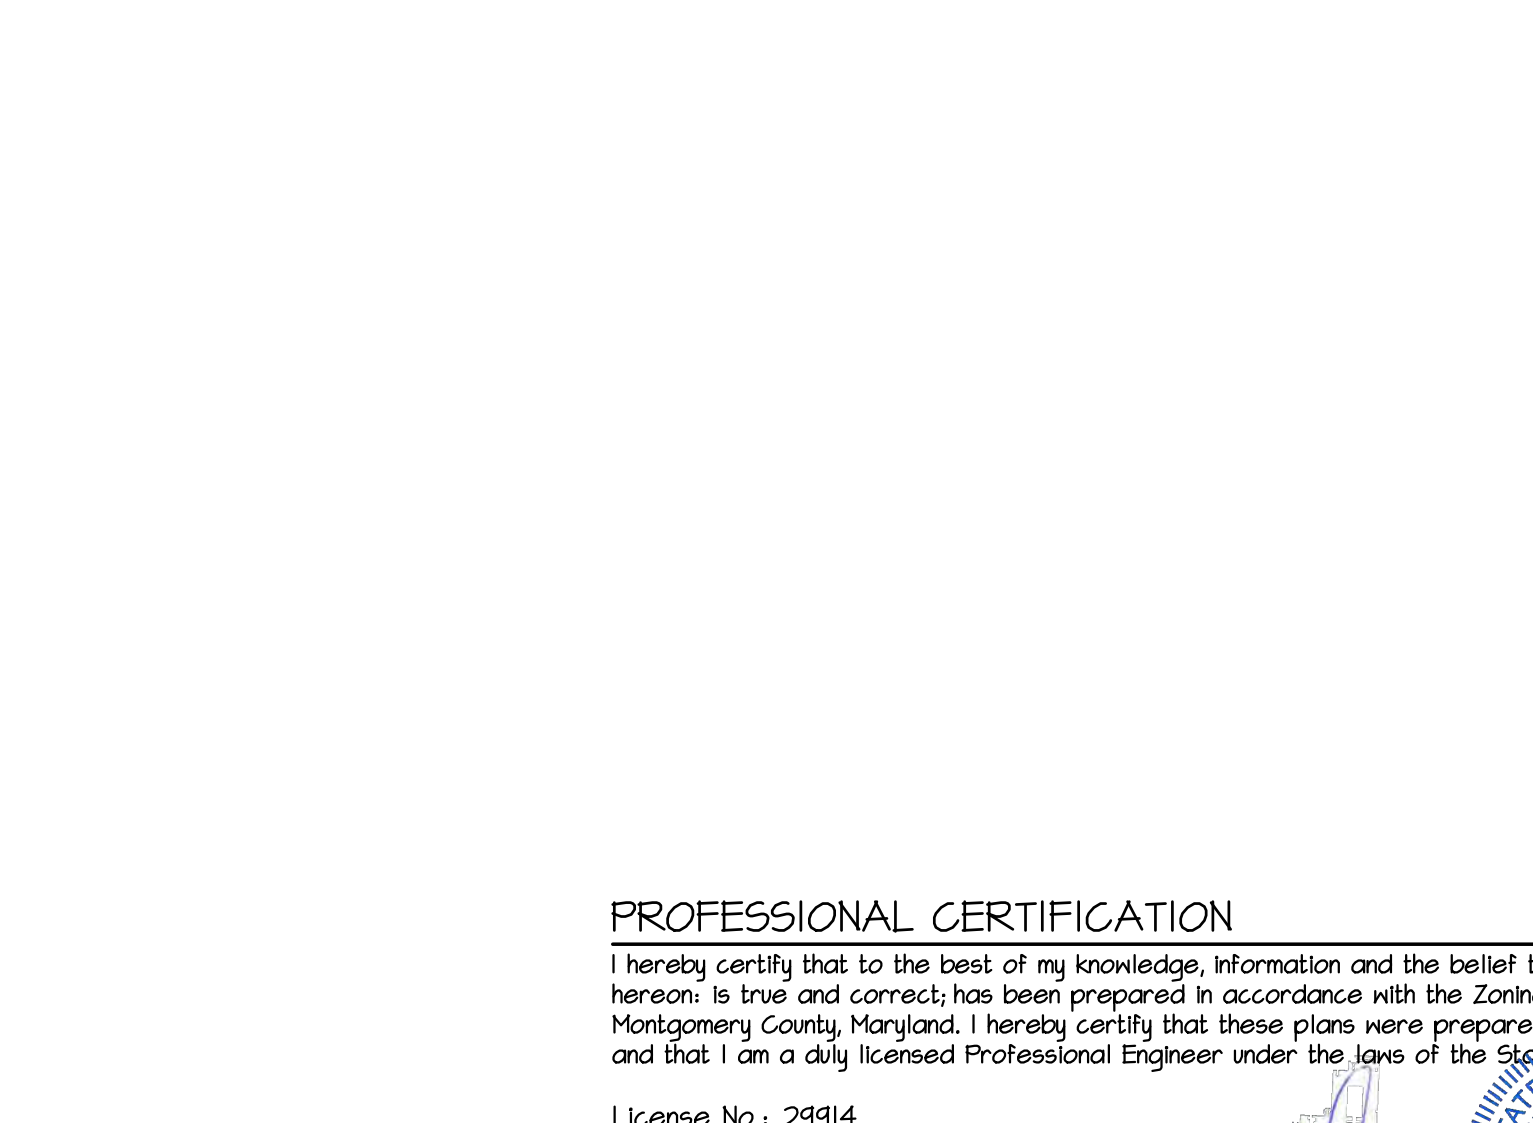 PROFESSIONAL CERTIFICATION
I hereby certify that to the best of my knowledge, information and the belief
hereon: is true and correct; has been prepared in accordance with the
Montgomery County, Maryland. I hereby certify that these plans were
and that I am a duly licensed Professional Engineer under the laws of the
License No.: 29914